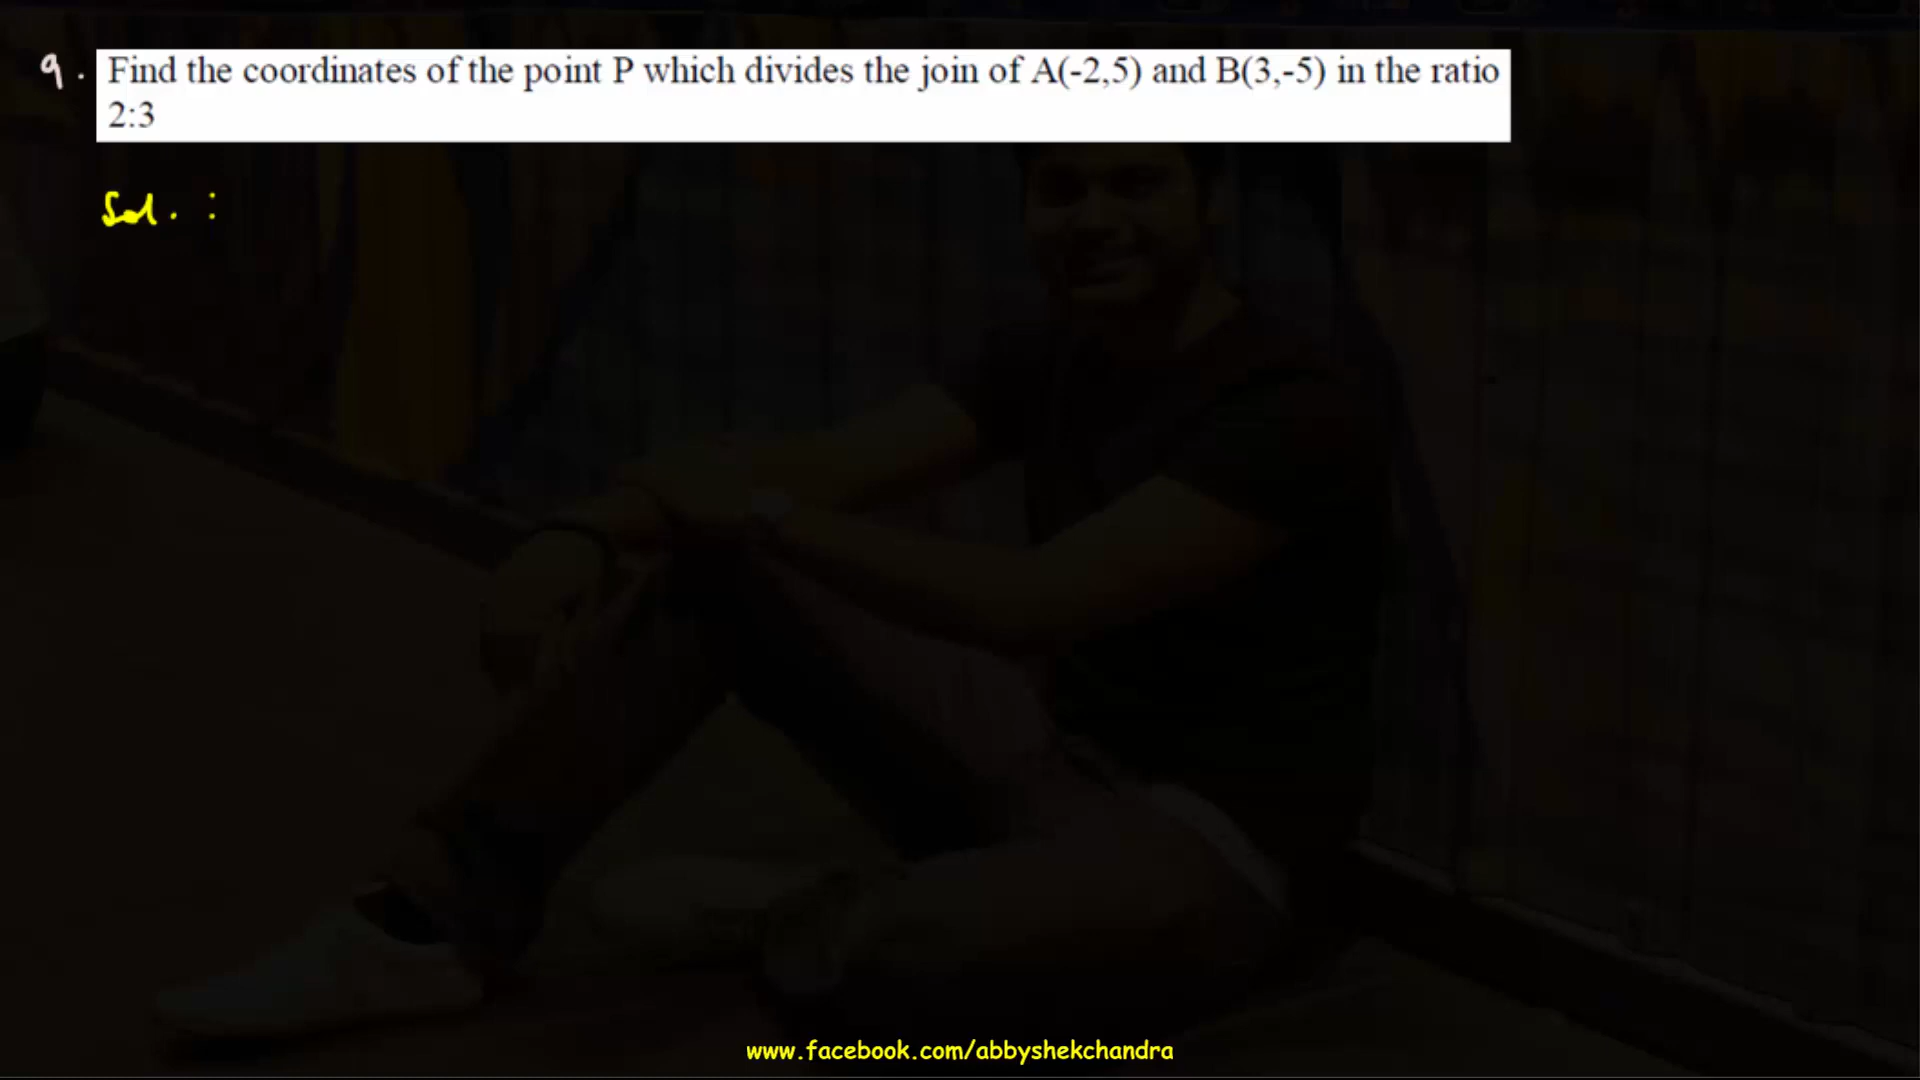 9. Find the coordinates of the point P which divides the join of A(-2,5) and B(3,-5) in the ratio
2:3
Sol. :
www.facebook.com/abbyshekchandra